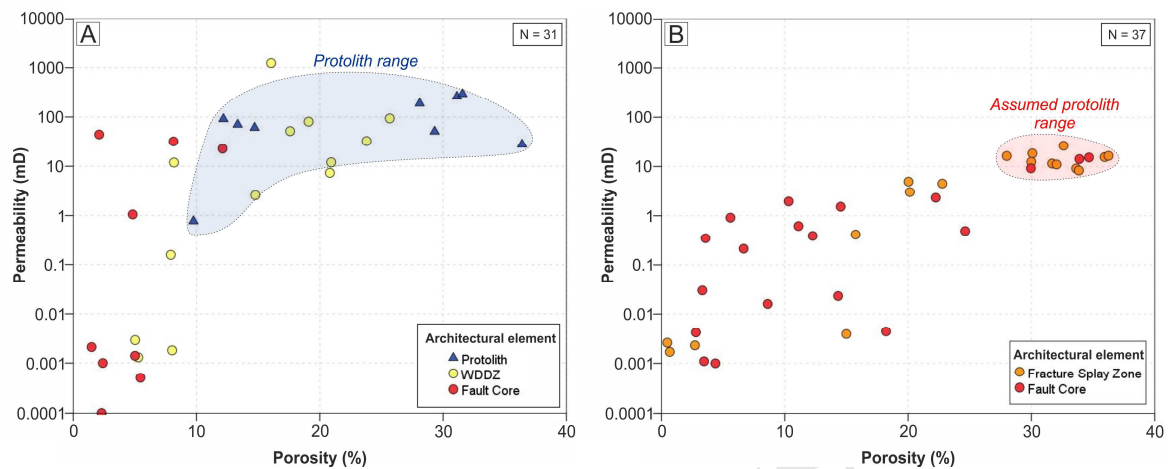 A
N = 31
Protolith range
10000
1000
100
10
1
0.1
0.01
0.001
0.0001
Permeability (mD)
Architectural element
Protolith
WDDZ
Fault Core
0 10 20 30 40
Porosity (%)
B
N = 37
Assumed protolith
range
10000
1000
100
10
1
0.1
0.01
0.001
0.0001
Permeability (mD)
Architectural element
Fracture Splay Zone
Fault Core
0 10 20 30 40
Porosity (%)